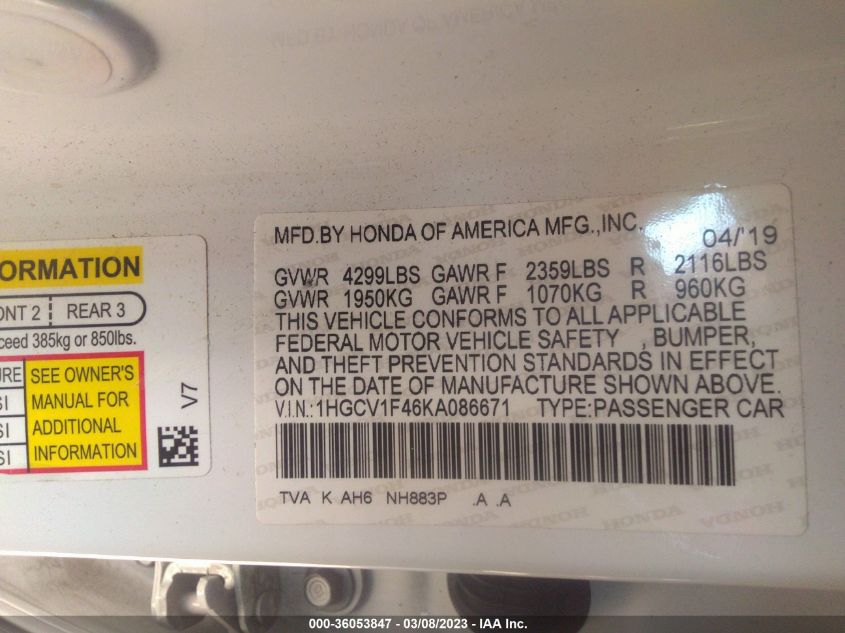 MFD.BY HONDA OF AMERICA MFG.,INC. 04/'19
GVWR 4299LBS GAWR F 2359LBS R 2116LBS
GVWR 1950KG GAWR F 1070KG R 960KG
THIS VEHICLE CONFORMS TO ALL APPLICABLE
FEDERAL MOTOR VEHICLE SAFETY , BUMPER,
AND THEFT PREVENTION STANDARDS IN EFFECT
ON THE DATE OF MANUFACTURE SHOWN ABOVE.
V.I.N.:1HGCV1F46KA086671 TYPE:PASSENGER CAR
TVA K AH6 NH883P .A .A
HONDA HONDA HONDA
ORMATION
ONT 2 REAR 3
ceed 385kg or 850lbs.
URE SEE OWNER'S
SI MANUAL FOR
SI ADDITIONAL
SI INFORMATION
V7
000-36053847 — 03/08/2023 — IAA Inc.